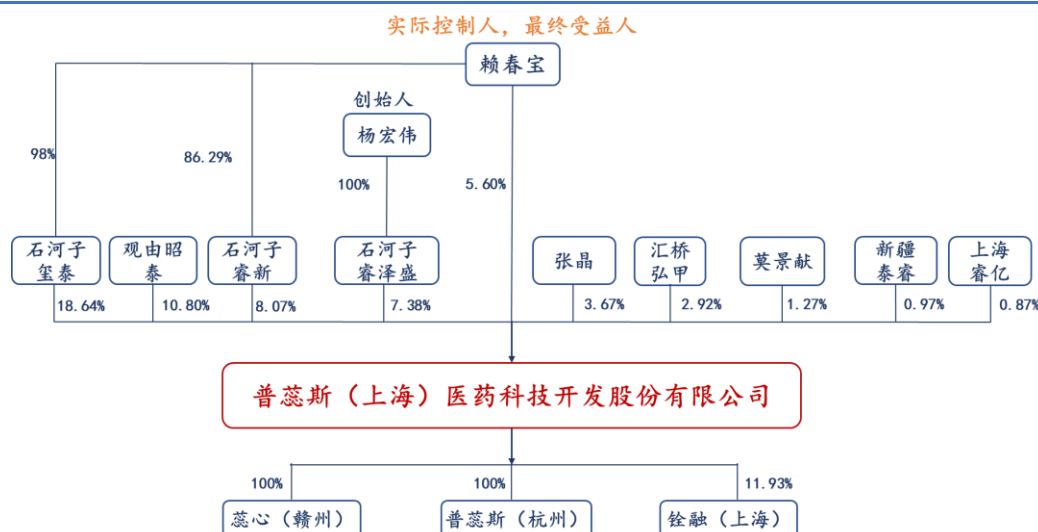 实际控制人，最终受益人
赖春宝
创始人
杨宏伟
98%
86.29%
100%
5.60%
石河子
玺泰
观由昭
泰
石河子
睿新
石河子
睿泽盛
张晶
汇桥
弘甲
莫景献
新疆
泰睿
上海
睿亿
18.64%
10.80%
8.07%
7.38%
3.67%
2.92%
1.27%
0.97%
0.87%
普蕊斯（上海）医药科技开发股份有限公司
100%
100%
11.93%
蕊心（赣州）
普蕊斯（杭州）
铨融（上海）